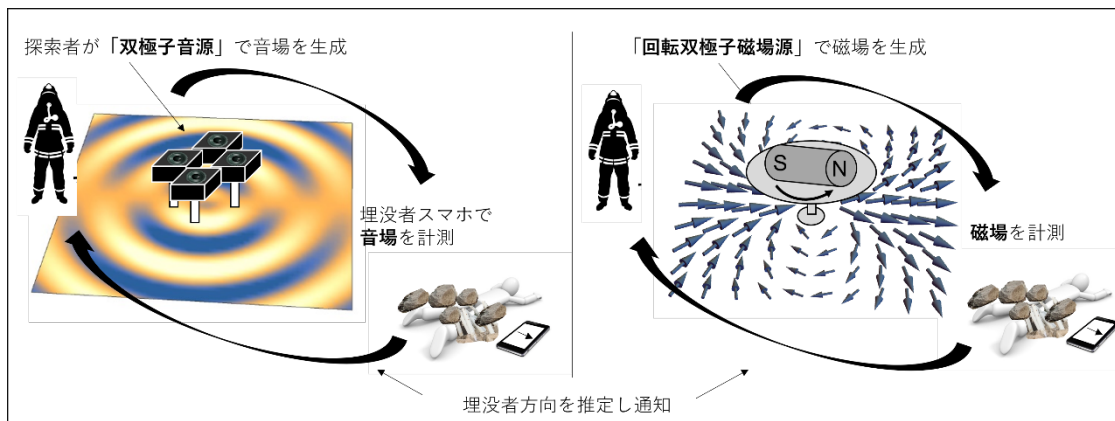 探索者が「双極子音源」で音場を生成
埋没者スマホで
音場を計測
「回転双極子磁場源」で磁場を生成
S
N
磁場を計測
埋没者方向を推定し通知